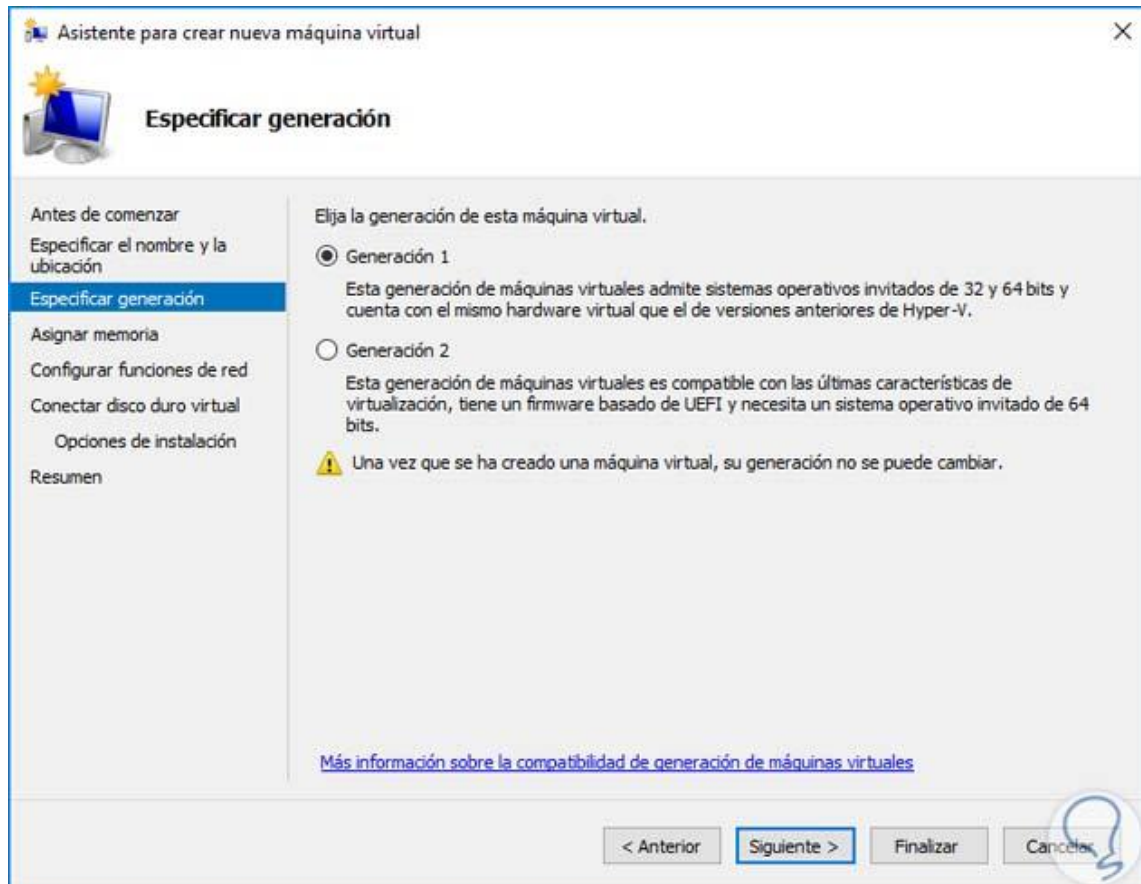 Asistente para crear nueva máquina virtual
Especificar generación
Antes de comenzar
Especificar el nombre y la
ubicación
Especificar generación
Asignar memoria
Configurar funciones de red
Conectar disco duro virtual
Opciones de instalación
Resumen
Elija la generación de esta máquina virtual.
Generación 1
Esta generación de máquinas virtuales admite sistemas operativos invitados de 32 y 64 bits y
cuenta con el mismo hardware virtual que el de versiones anteriores de Hyper-V.
Generación 2
Esta generación de máquinas virtuales es compatible con las últimas características de
virtualización, tiene un firmware basado de UEFI y necesita un sistema operativo invitado de 64
bits.
Una vez que se ha creado una máquina virtual, su generación no se puede cambiar.
Más información sobre la compatibilidad de generación de máquinas virtuales
< Anterior
Siguiente >
Finalizar
Cancelar